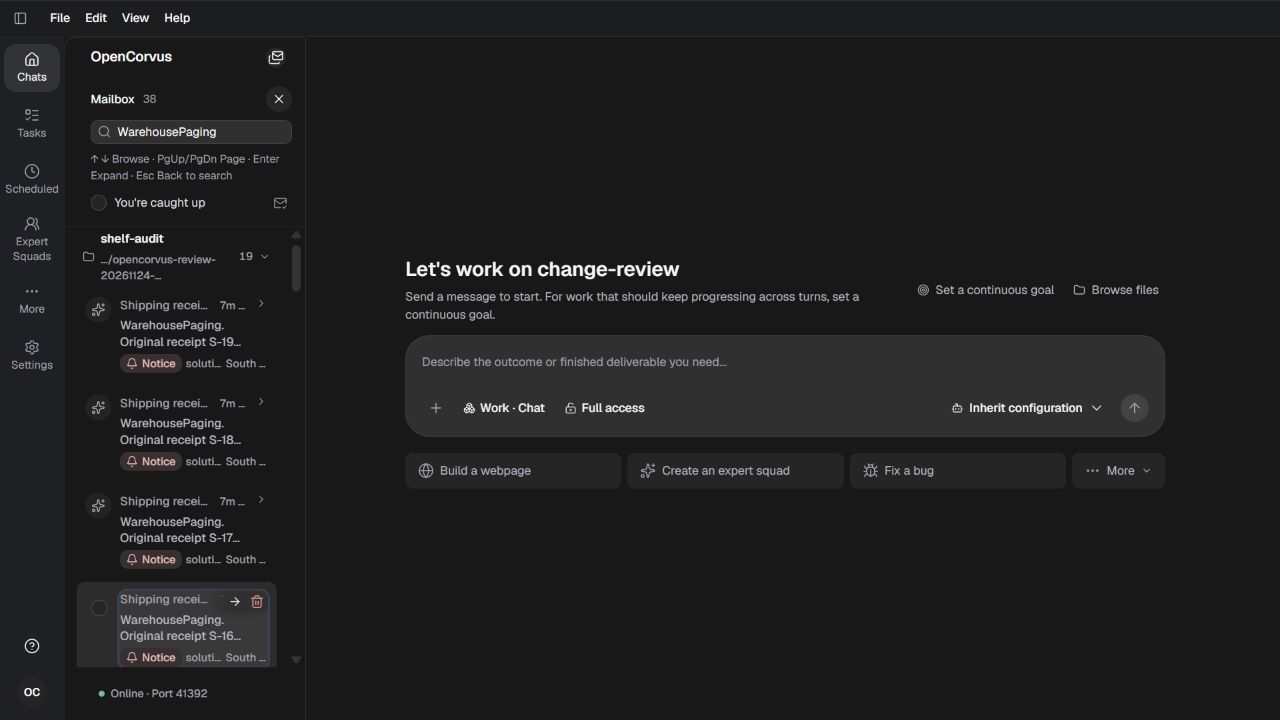 File Edit View Help
OpenCorvus
Chats
Tasks
Scheduled
Expert
Squads
More
Settings
OC
Mailbox 38
WarehousePaging
↑↓ Browse · PgUp/PgDn Page · Enter
Expand · Esc Back to search
You're caught up
shelf-audit
.../opencorvus-review-
20261124-...
19
Shipping recei... 7m ...
WarehousePaging.
Original receipt S-19...
Notice soluti... South ...
Shipping recei... 7m ...
WarehousePaging.
Original receipt S-18...
Notice soluti... South ...
Shipping recei... 7m ...
WarehousePaging.
Original receipt S-17...
Notice soluti... South ...
Shipping recei...
WarehousePaging.
Original receipt S-16...
Notice soluti... South ...
Online · Port 41392
Let's work on change-review
Send a message to start. For work that should keep progressing across turns, set a
continuous goal.
Set a continuous goal
Browse files
Describe the outcome or finished deliverable you need...
Work · Chat
Full access
Inherit configuration
Build a webpage
Create an expert squad
Fix a bug
More